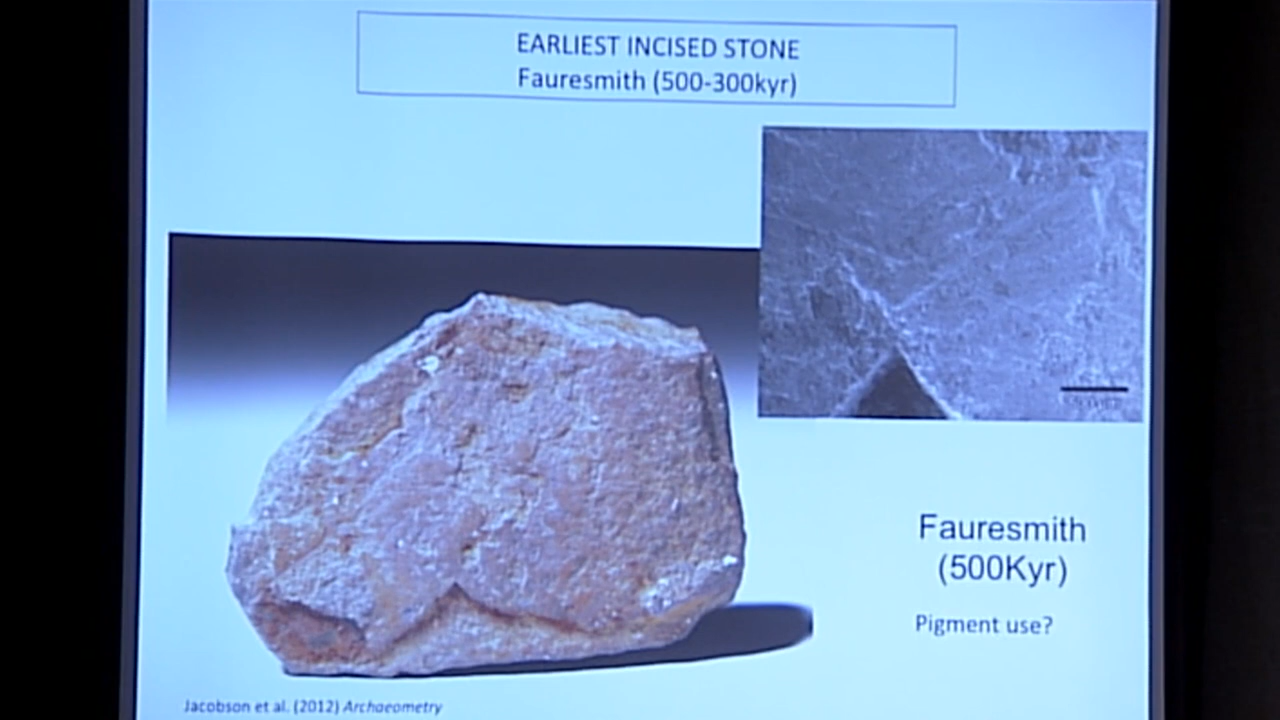 EARLIEST INCISED STONE
Fauresmith (500-300kyr)
Fauresmith
(500Kyr)
Pigment use?
Jacobson et al. (2012) Archaeometry